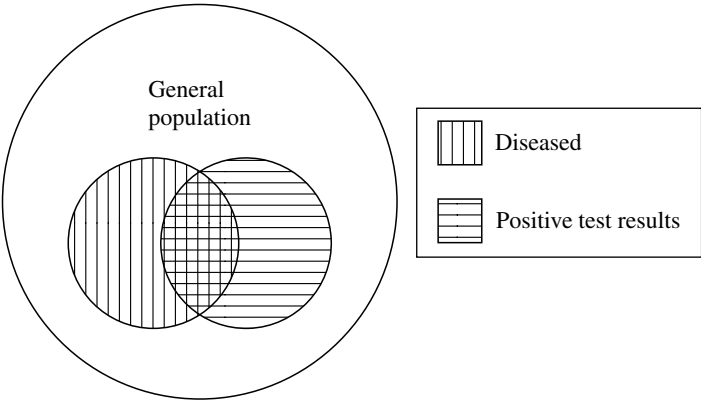 General
population
Diseased
Positive test results